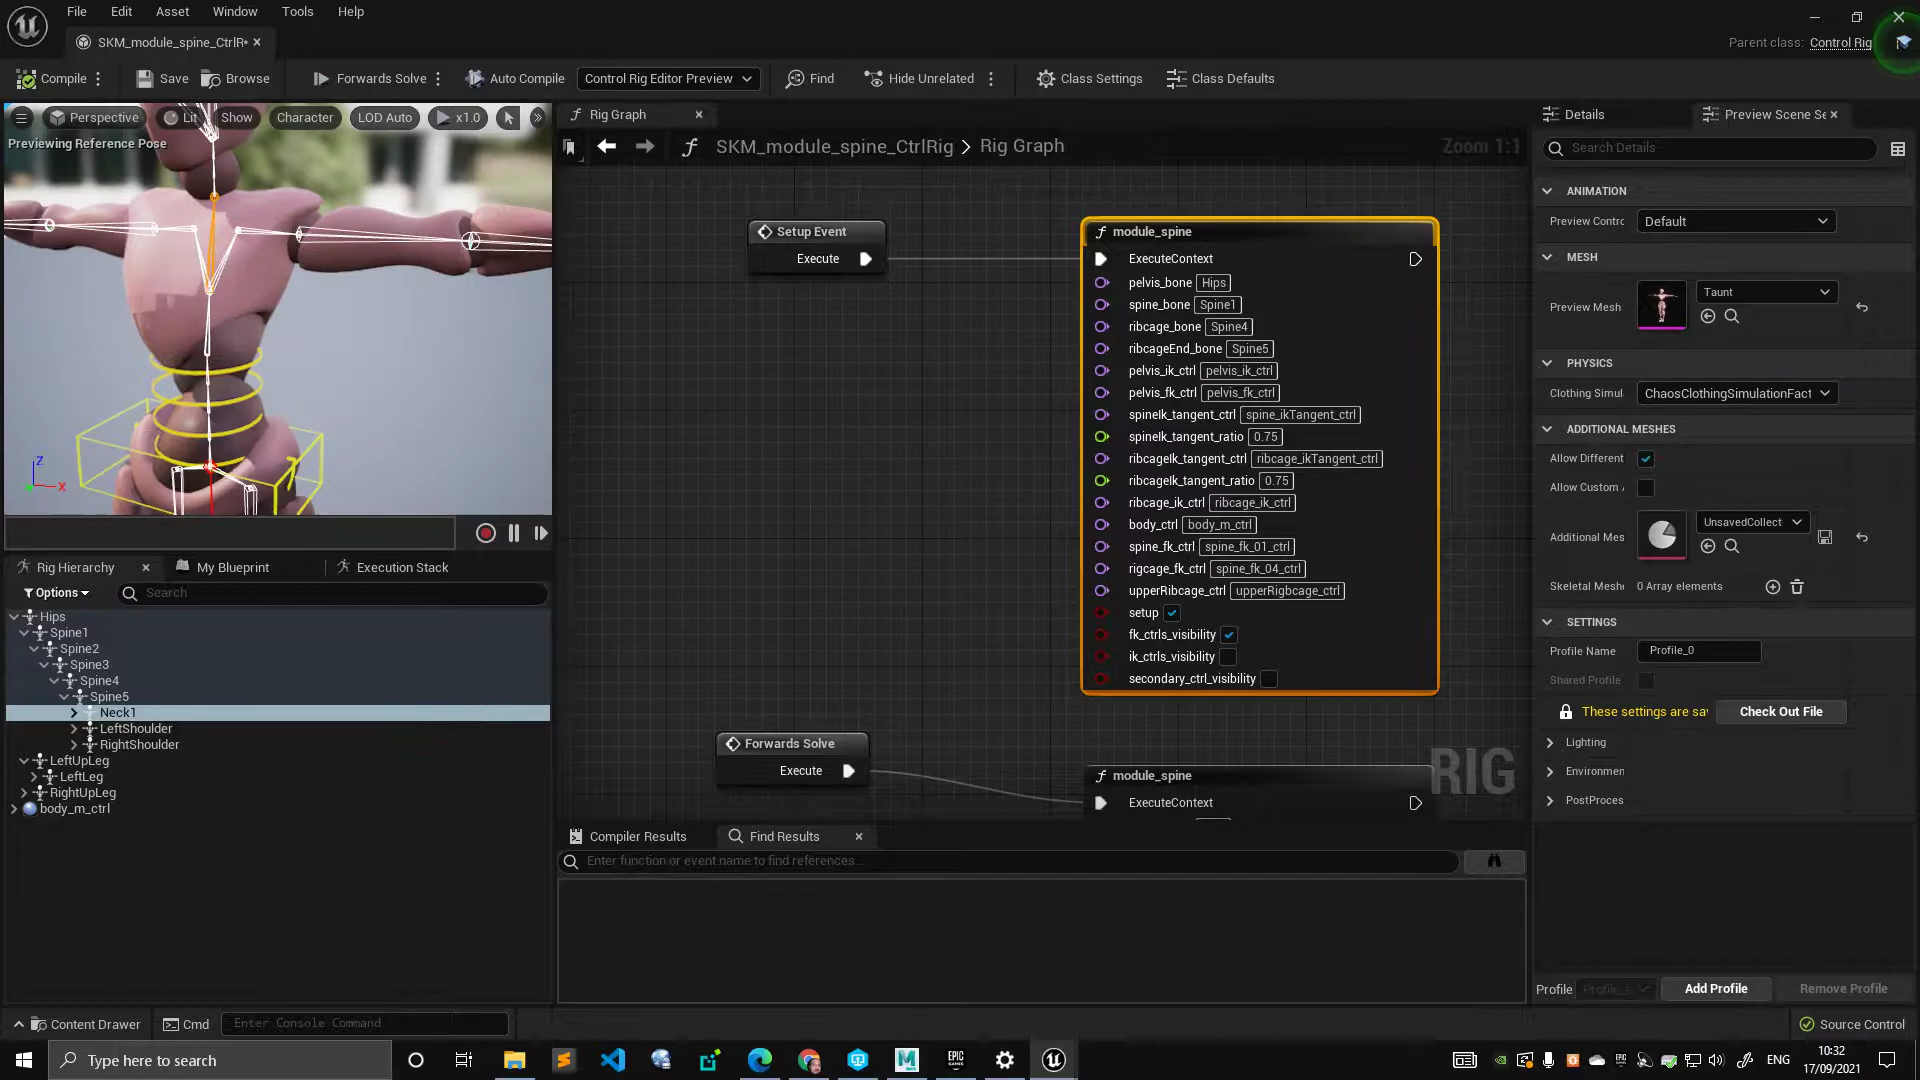 File Edit Asset Window Tools Help
SKM_module_spine_CtrlR*
Parent class: Control Rig
Compile Save Browse Forwards Solve Auto Compile Control Rig Editor Preview Find Hide Unrelated Class Settings Class Defaults
Perspective Lit Show Character LOD Auto x1.0
Previewing Reference Pose
Z
X
Rig Hierarchy My Blueprint Execution Stack
Options Search
Hips
Spine1
Spine2
Spine3
Spine4
Spine5
Neck1
LeftShoulder
RightShoulder
LeftUpLeg
LeftLeg
RightUpLeg
body_m_ctrl
Rig Graph
SKM_module_spine_CtrlRig > Rig Graph
Zoom 1:1
Setup Event
Execute
module_spine
ExecuteContext
pelvis_bone Hips
spine_bone Spine1
ribcage_bone Spine4
ribcageEnd_bone Spine5
pelvis_ik_ctrl pelvis_ik_ctrl
pelvis_fk_ctrl pelvis_fk_ctrl
spineIk_tangent_ctrl spine_ikTangent_ctrl
spineIk_tangent_ratio 0.75
ribcageIk_tangent_ctrl ribcage_ikTangent_ctrl
ribcageIk_tangent_ratio 0.75
ribcage_ik_ctrl ribcage_ik_ctrl
body_ctrl body_m_ctrl
spine_fk_ctrl spine_fk_01_ctrl
rigcage_fk_ctrl spine_fk_04_ctrl
upperRibcage_ctrl upperRigbcage_ctrl
setup
fk_ctrls_visibility
ik_ctrls_visibility
secondary_ctrl_visibility
Forwards Solve
Execute
module_spine
ExecuteContext
RIG
Compiler Results Find Results
Enter function or event name to find references...
Details Preview Scene Se
Search Details
ANIMATION
Preview Contrc Default
MESH
Preview Mesh Taunt
PHYSICS
Clothing Simul ChaosClothingSimulationFact
ADDITIONAL MESHES
Allow Different
Allow Custom
Additional Mes UnsavedCollect
Skeletal Meshe 0 Array elements
SETTINGS
Profile Name Profile_0
Shared Profile
These settings are sa Check Out File
Lighting
Environmen
PostProces
Profile Add Profile Remove Profile
Content Drawer Cmd Enter Console Command Source Control
Type here to search
EPIC GAMES
ENG
10:32
17/09/2021